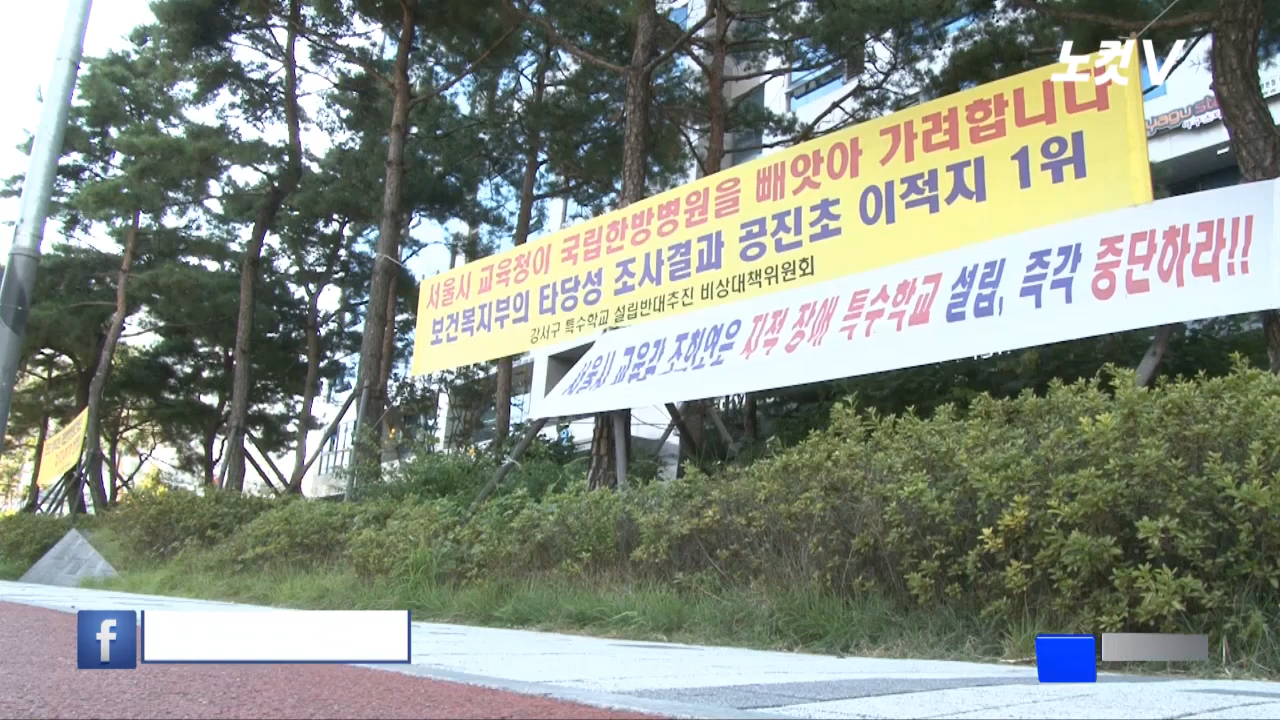 노컷V
yagu
서울시 교육청이 국립한방병원을 빼앗아 가려합니다
보건복지부의 타당성 조사결과 공진초 이적지 1위
강서구 특수학교 설립반대추진 비상대책위원회
서울시 교육감 조희연은 지적 장애 특수학교 설립, 즉각 중단하라!!
f